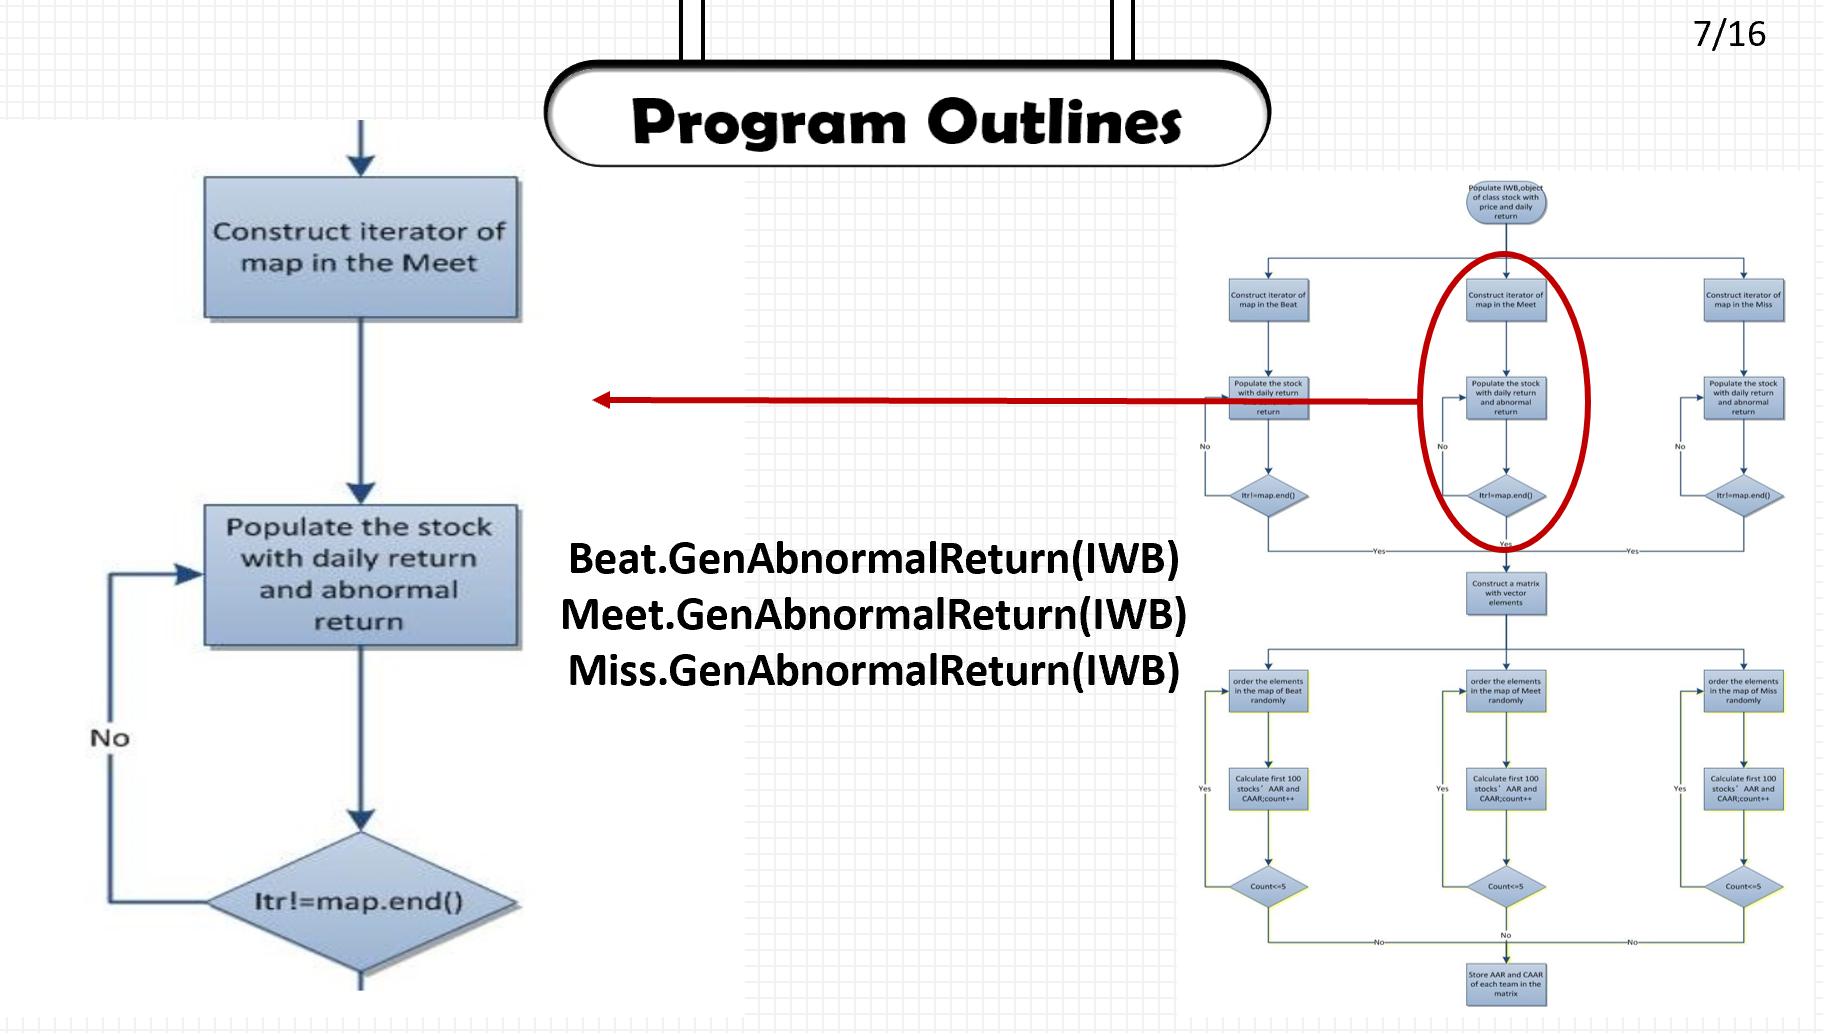 7/16
Program Outlines
Construct iterator of
map in the Meet
Populate the stock
with daily return
and abnormal
return
No
Itr!=map.end()
Beat.GenAbnormalReturn(IWB)
Meet.GenAbnormalReturn(IWB)
Miss.GenAbnormalReturn(IWB)
Populate IWB,object
of class stock with
price and daily
return
Construct iterator of
map in the Beat
Construct iterator of
map in the Meet
Construct iterator of
map in the Miss
Populate the stock
with daily return
return
Populate the stock
with daily return
and abnormal
return
Populate the stock
with daily return
and abnormal
return
No
No
No
Itr!=map.end()
Itr!=map.end()
Itr!=map.end()
Yes
Yes
Yes
Construct a matrix
with vector
elements
order the elements
in the map of Beat
randomly
order the elements
in the map of Meet
randomly
order the elements
in the map of Miss
randomly
Calculate first 100
stocks’ AAR and
CAAR;count++
Calculate first 100
stocks’ AAR and
CAAR;count++
Calculate first 100
stocks’ AAR and
CAAR;count++
Yes
Yes
Yes
Count<=5
Count<=5
Count<=5
No
No
No
Store AAR and CAAR
of each team in the
matrix